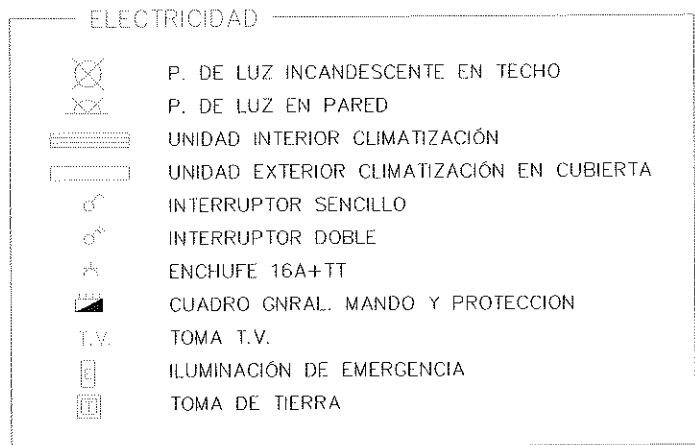 ELECTRICIDAD
P. DE LUZ INCANDESCENTE EN TECHO
P. DE LUZ EN PARED
UNIDAD INTERIOR CLIMATIZACIÓN
UNIDAD EXTERIOR CLIMATIZACIÓN EN CUBIERTA
INTERRUPTOR SENCILLO
INTERRUPTOR DOBLE
ENCHUFE 16A+TT
CUADRO GNRAL. MANDO Y PROTECCION
T.V. TOMA T.V.
E ILUMINACIÓN DE EMERGENCIA
T TOMA DE TIERRA